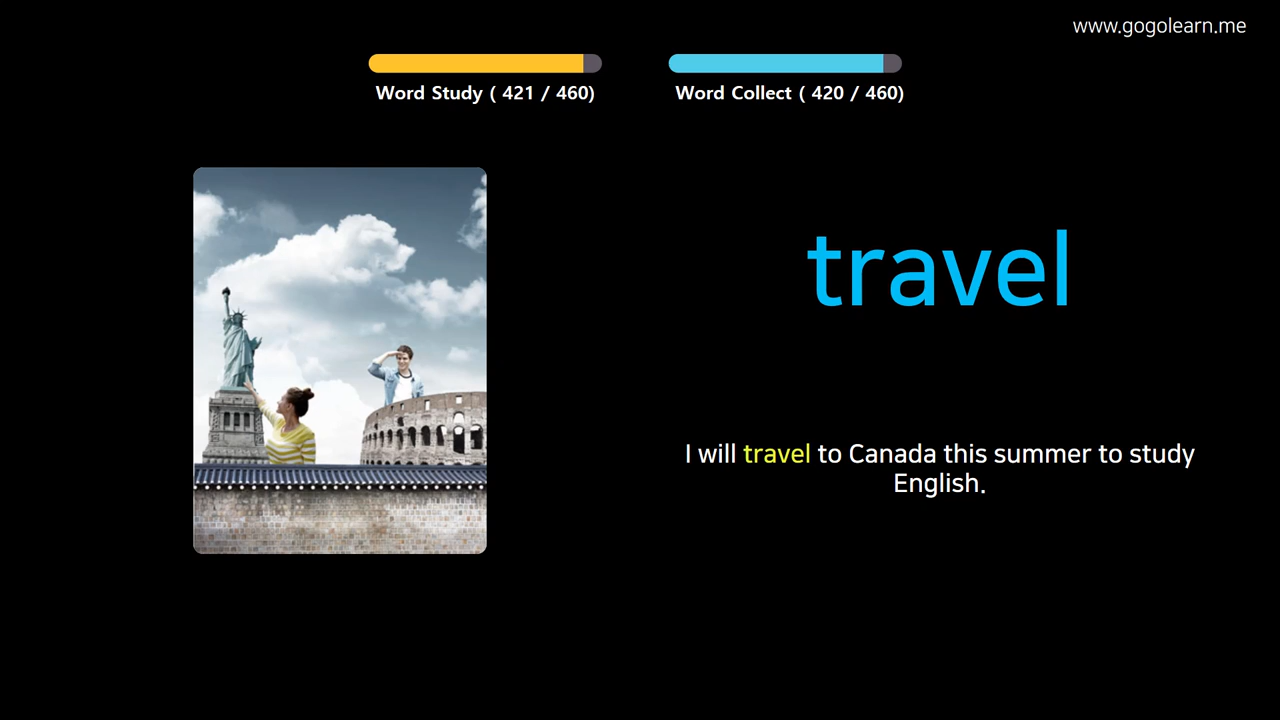 www.gogolearn.me
Word Study ( 421 / 460)
Word Collect ( 420 / 460)
travel
I will travel to Canada this summer to study
English.